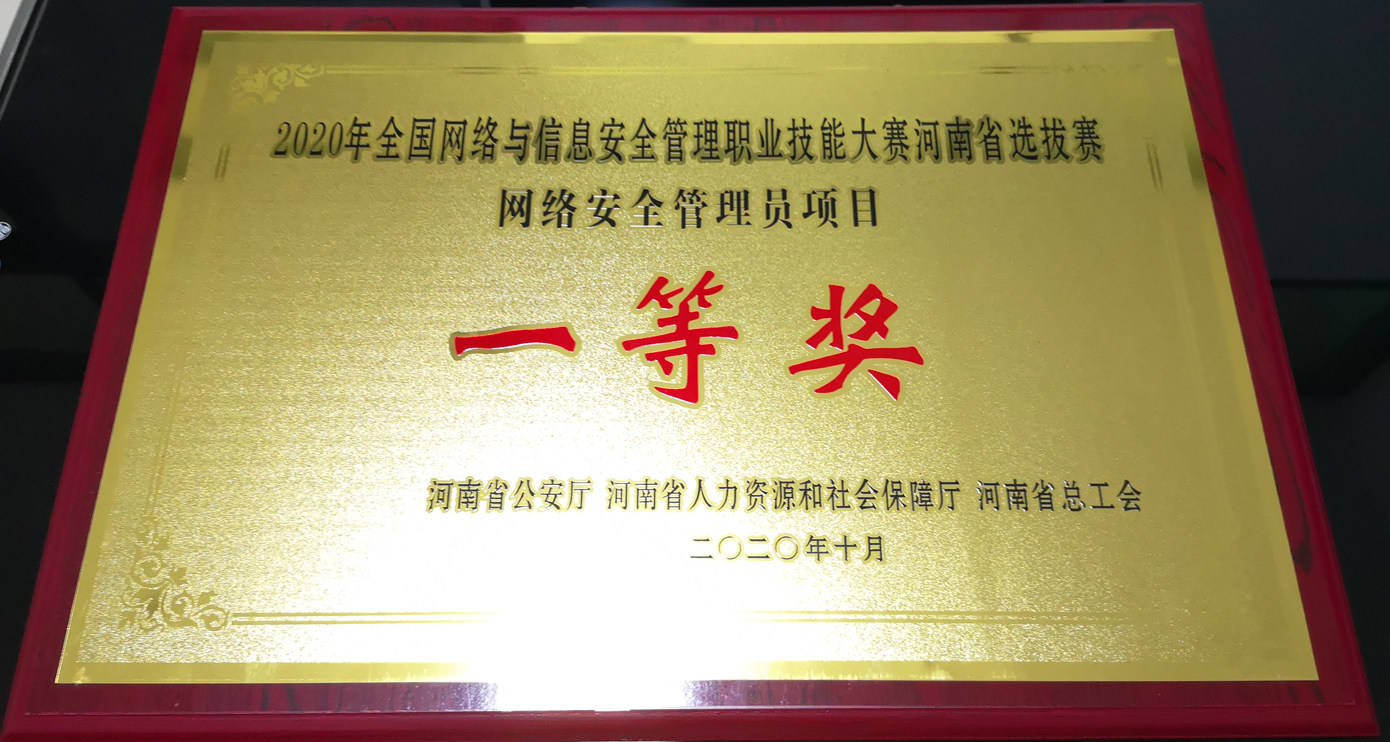 2020年全国网络与信息安全管理职业技能大赛河南省选拔赛
网络安全管理员项目
一等奖
河南省公安厅 河南省人力资源和社会保障厅 河南省总工会
二〇二〇年十月